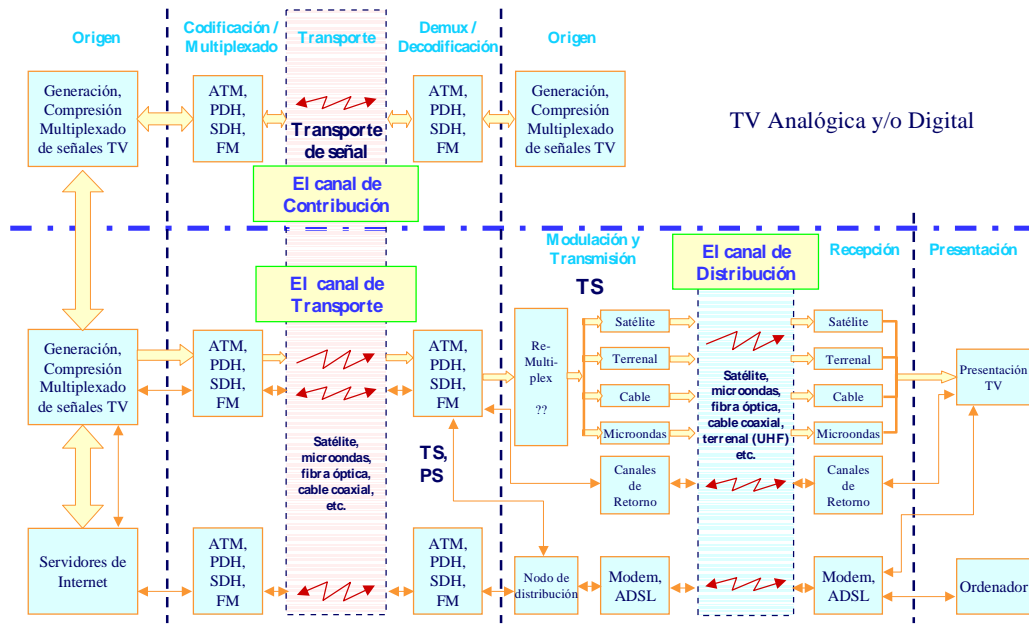 Origen
Codificación /
Multiplexado
Transporte
Demux /
Decodificación
Origen
Generación,
Compresión
Multiplexado
de señales TV
ATM,
PDH,
SDH,
FM
Transporte
de señal
ATM,
PDH,
SDH,
FM
Generación,
Compresión
Multiplexado
de señales TV
TV Analógica y/o Digital
El canal de
Contribución
El canal de
Transporte
Modulación y
Transmisión
TS
El canal de
Distribución
Recepción
Presentación
Generación,
Compresión
Multiplexado
de señales TV
ATM,
PDH,
SDH,
FM
Satélite,
microondas,
fibra óptica,
cable coaxial,
etc.
ATM,
PDH,
SDH,
FM
TS,
PS
Re-
Multi-
plex
??
Satélite
Terrenal
Cable
Microondas
Canales
de
Retorno
Satélite,
microondas,
fibra óptica,
cable coaxial,
terrenal (UHF)
etc.
Satélite
Terrenal
Cable
Microondas
Canales
de
Retorno
Presentación
TV
Servidores de
Internet
ATM,
PDH,
SDH,
FM
ATM,
PDH,
SDH,
FM
Nodo de
distribución
Modem,
ADSL
Modem,
ADSL
Ordenador